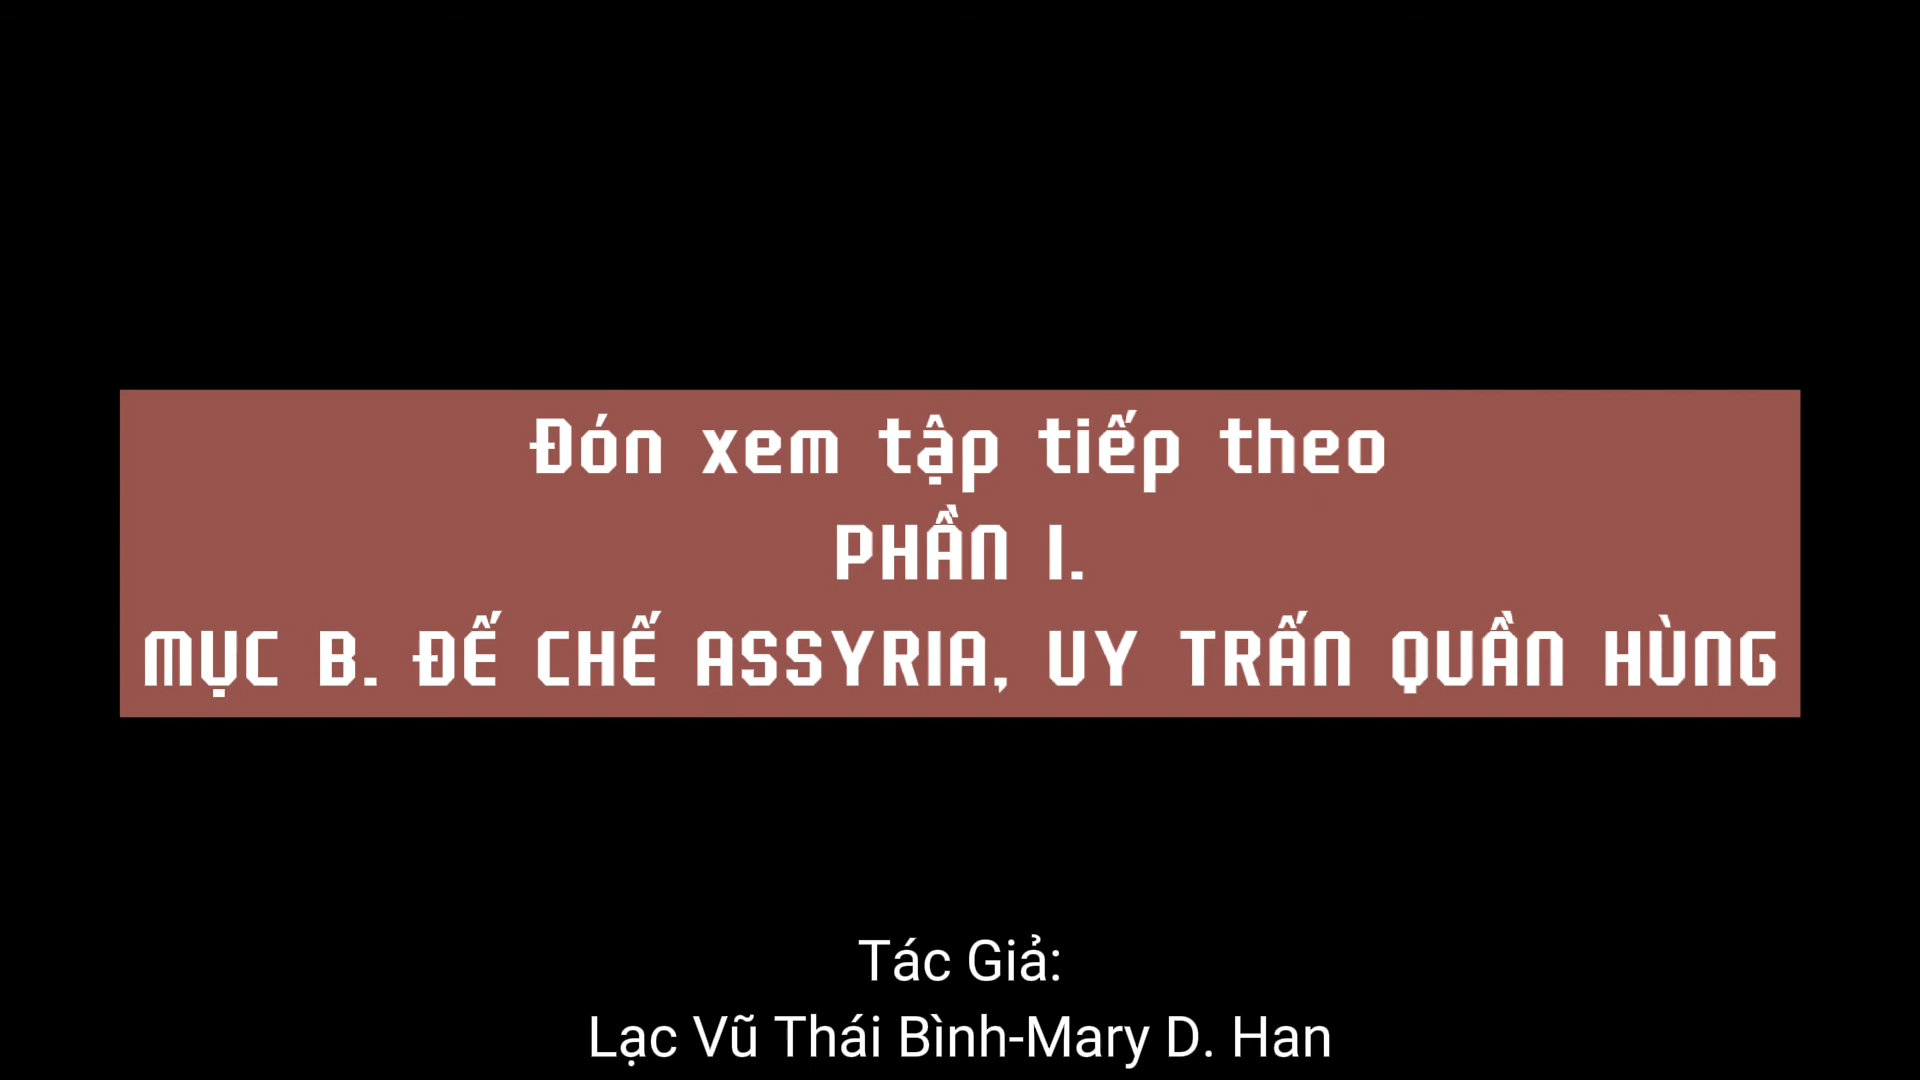 Đón xem tập tiếp theo
PHẦN I.
MỤC B. ĐẾ CHẾ ASSYRIA, UY TRẤN QUẦN HÙNG
Tác Giả:
Lạc Vũ Thái Bình-Mary D. Han